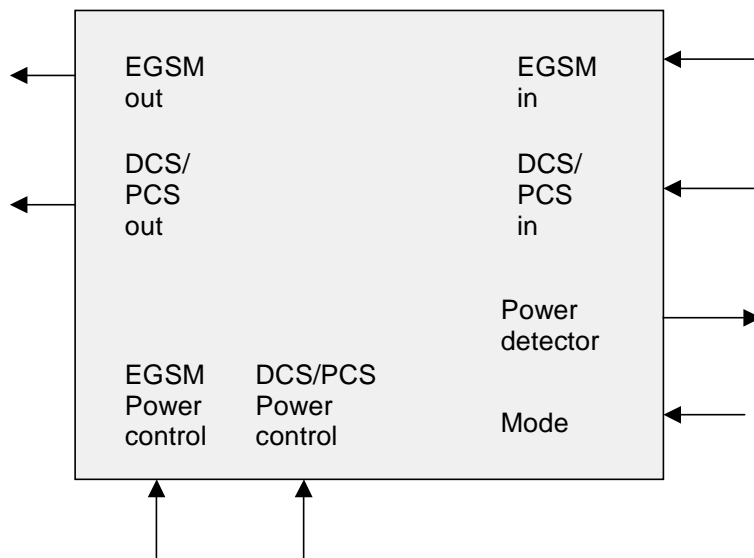 EGSM
out
EGSM
in
DCS/
PCS
out
DCS/
PCS
in
Power
detector
EGSM
Power
control
DCS/PCS
Power
control
Mode